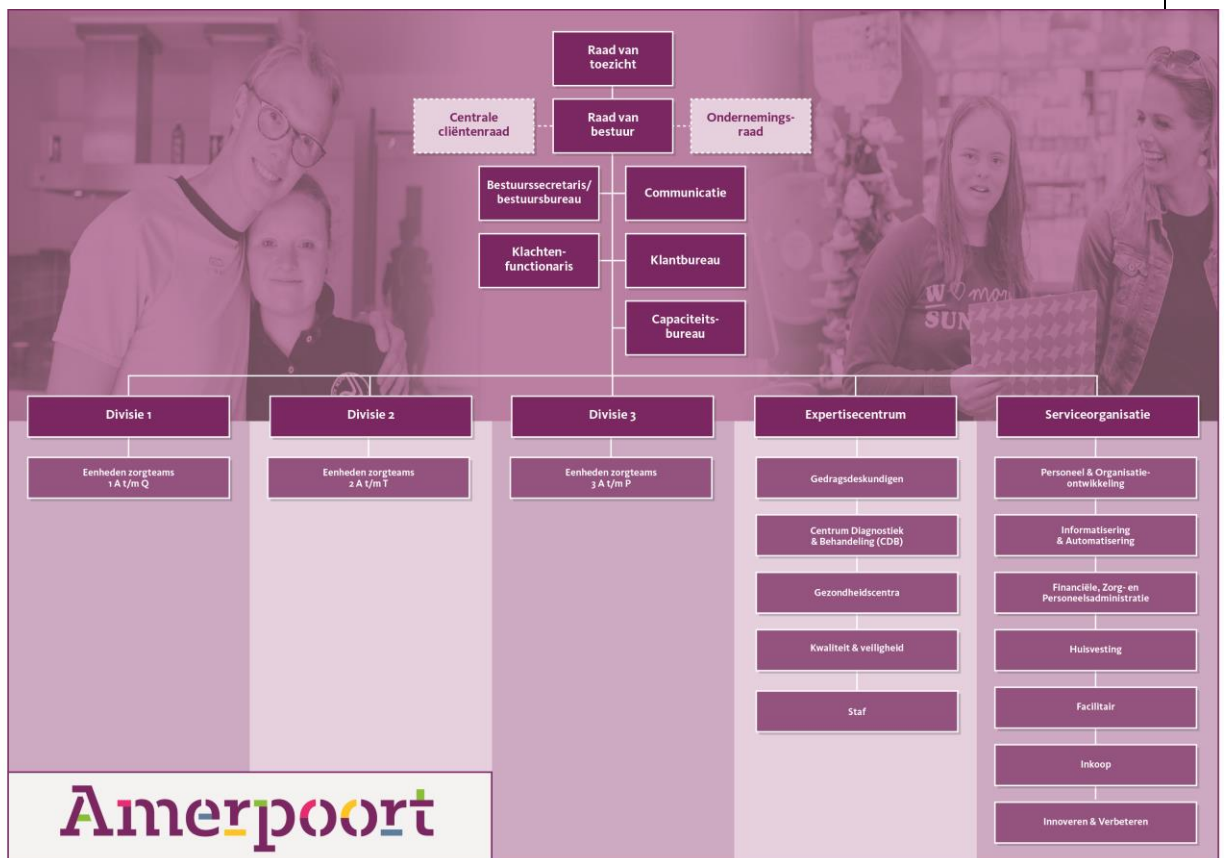 Raad van
toezicht
Centrale
cliëntenraad
Raad van
bestuur
Ondernemings-
raad
Bestuurssecretaris/
bestuursbureau
Communicatie
Klachten-
functionaris
Klantbureau
Capaciteits-
bureau
W mor
SUN
Divisie 1
Divisie 2
Divisie 3
Expertisecentrum
Serviceorganisatie
Eenheden zorgteams
1 A t/m Q
Eenheden zorgteams
2 A t/m T
Eenheden zorgteams
3 A t/m P
Gedragsdeskundigen
Centrum Diagnostiek
& Behandeling (CDB)
Gezondheidscentra
Kwaliteit & veiligheid
Staf
Personeel & Organisatie-
ontwikkeling
Informatisering
& Automatisering
Financiële, Zorg- en
Personeelsadministratie
Huisvesting
Facilitair
Inkoop
Innoveren & Verbeteren
Amerpoort